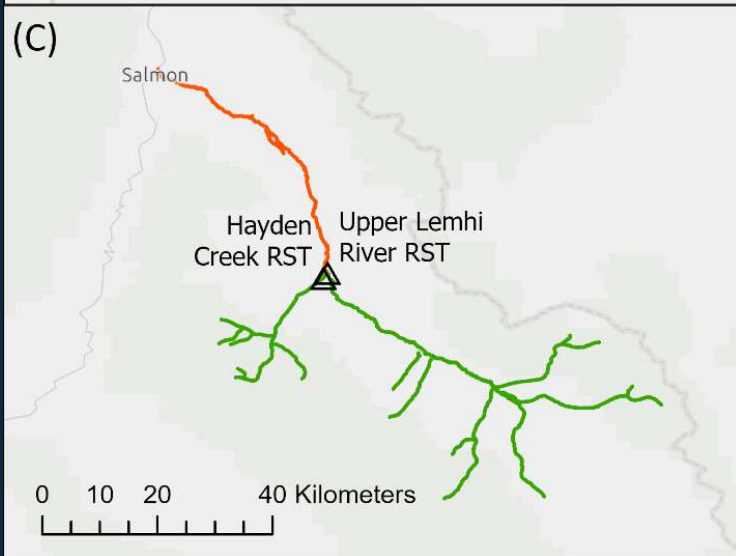 (C)
Salmon
Hayden
Creek RST
Upper Lemhi
River RST
0 10 20 40 Kilometers